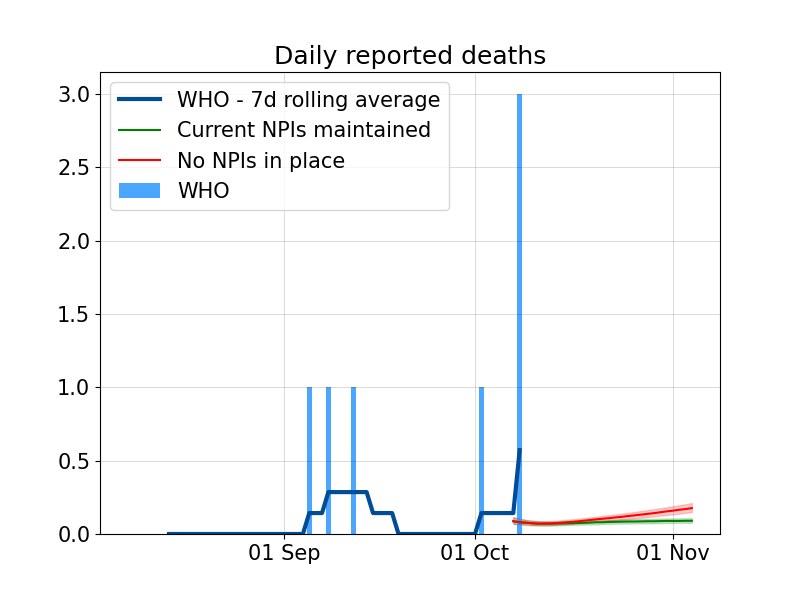 Daily reported deaths
WHO - 7d rolling average
Current NPIs maintained
No NPIs in place
WHO
3.0
2.5
2.0
1.5
1.0
0.5
0.0
01 Sep
01 Oct
01 Nov